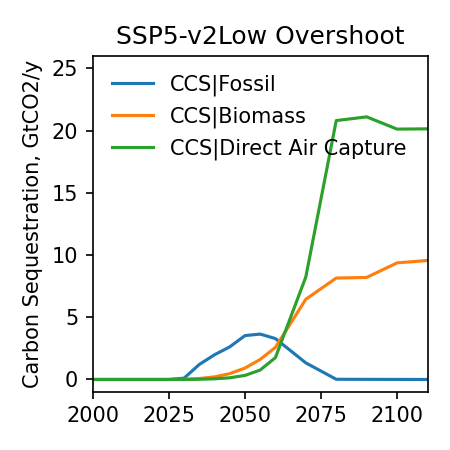 SSP5-v2Low Overshoot
Carbon Sequestration, GtCO2/y
25
20
15
10
5
0
CCS|Fossil
CCS|Biomass
CCS|Direct Air Capture
2000 2025 2050 2075 2100